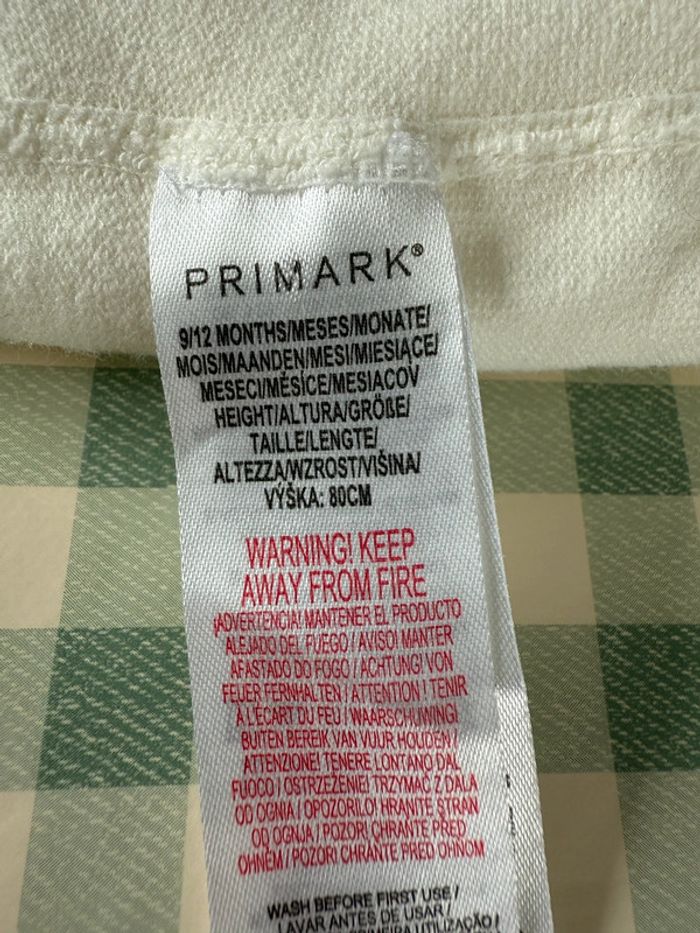 PRIMARK®
9/12 MONTHS/MESES/MONATE/
MOIS/MAANDEN/MESI/MIESIĄCE/
MESECI/MĚSÍCE/MESIACOV
HEIGHT/ALTURA/GRÖßE/
TAILLE/LENGTE/
ALTEZZA/WZROST/VIŠINA/
VÝŠKA: 80CM
WARNING! KEEP
AWAY FROM FIRE
¡ADVERTENCIA! MANTENER EL PRODUCTO
ALEJADO DEL FUEGO / AVISO! MANTER
AFASTADO DO FOGO / ACHTUNG! VON
FEUER FERNHALTEN / ATTENTION ! TENIR
À L'ÉCART DU FEU / WAARSCHUWING!
BUITEN BEREIK VAN VUUR HOUDEN /
ATTENZIONE! TENERE LONTANO DAL
FUOCO / OSTRZEŻENIE! TRZYMAĆ Z DALA
OD OGNIA / OPOZORILO! HRANITE STRAN
OD OGNJA / POZOR! CHRAŇTE PŘED
OHNĚM / POZOR! CHRÁŇTE PRED OHŇOM
WASH BEFORE FIRST USE /
LAVAR ANTES DE USAR /
PRIMEIRA UTILIZAÇÃO /